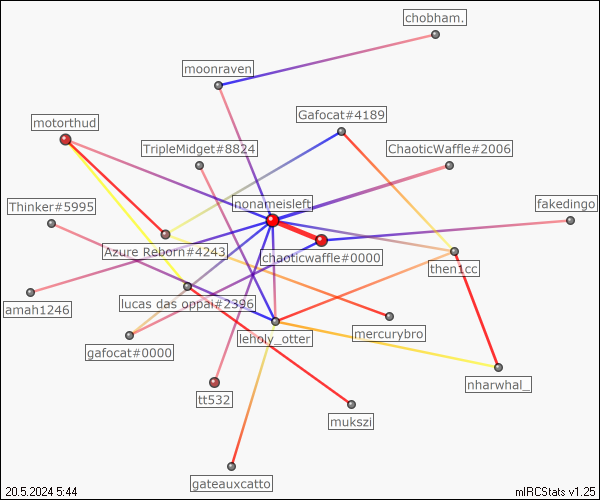 chobham.
moonraven
Gafocat#4189
motorthud
TripleMidget#8824
ChaoticWaffle#2006
nonameisleft
Thinker#5995
fakedingo
Azure Reborn#4243
chaoticwaffle#0000
then1cc
amah1246
lucas das oppai#2396
mercurybro
leholy_otter
gafocat#0000
nharwhal_
tt532
mukszi
gateauxcatto
20.5.2024 5:44
mIRCStats v1.25